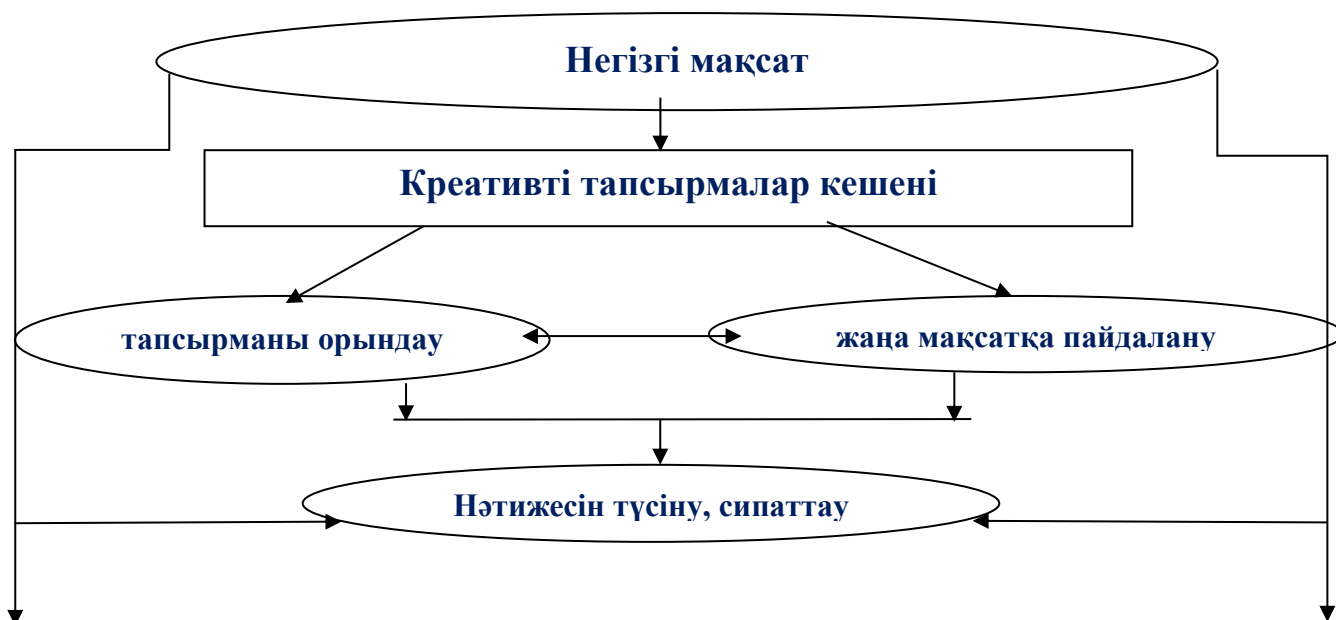 Негізгі мақсат
Креативті тапсырмалар кешені
тапсырманы орындау
жаңа мақсатқа пайдалану
Нәтижесін түсіну, сипаттау